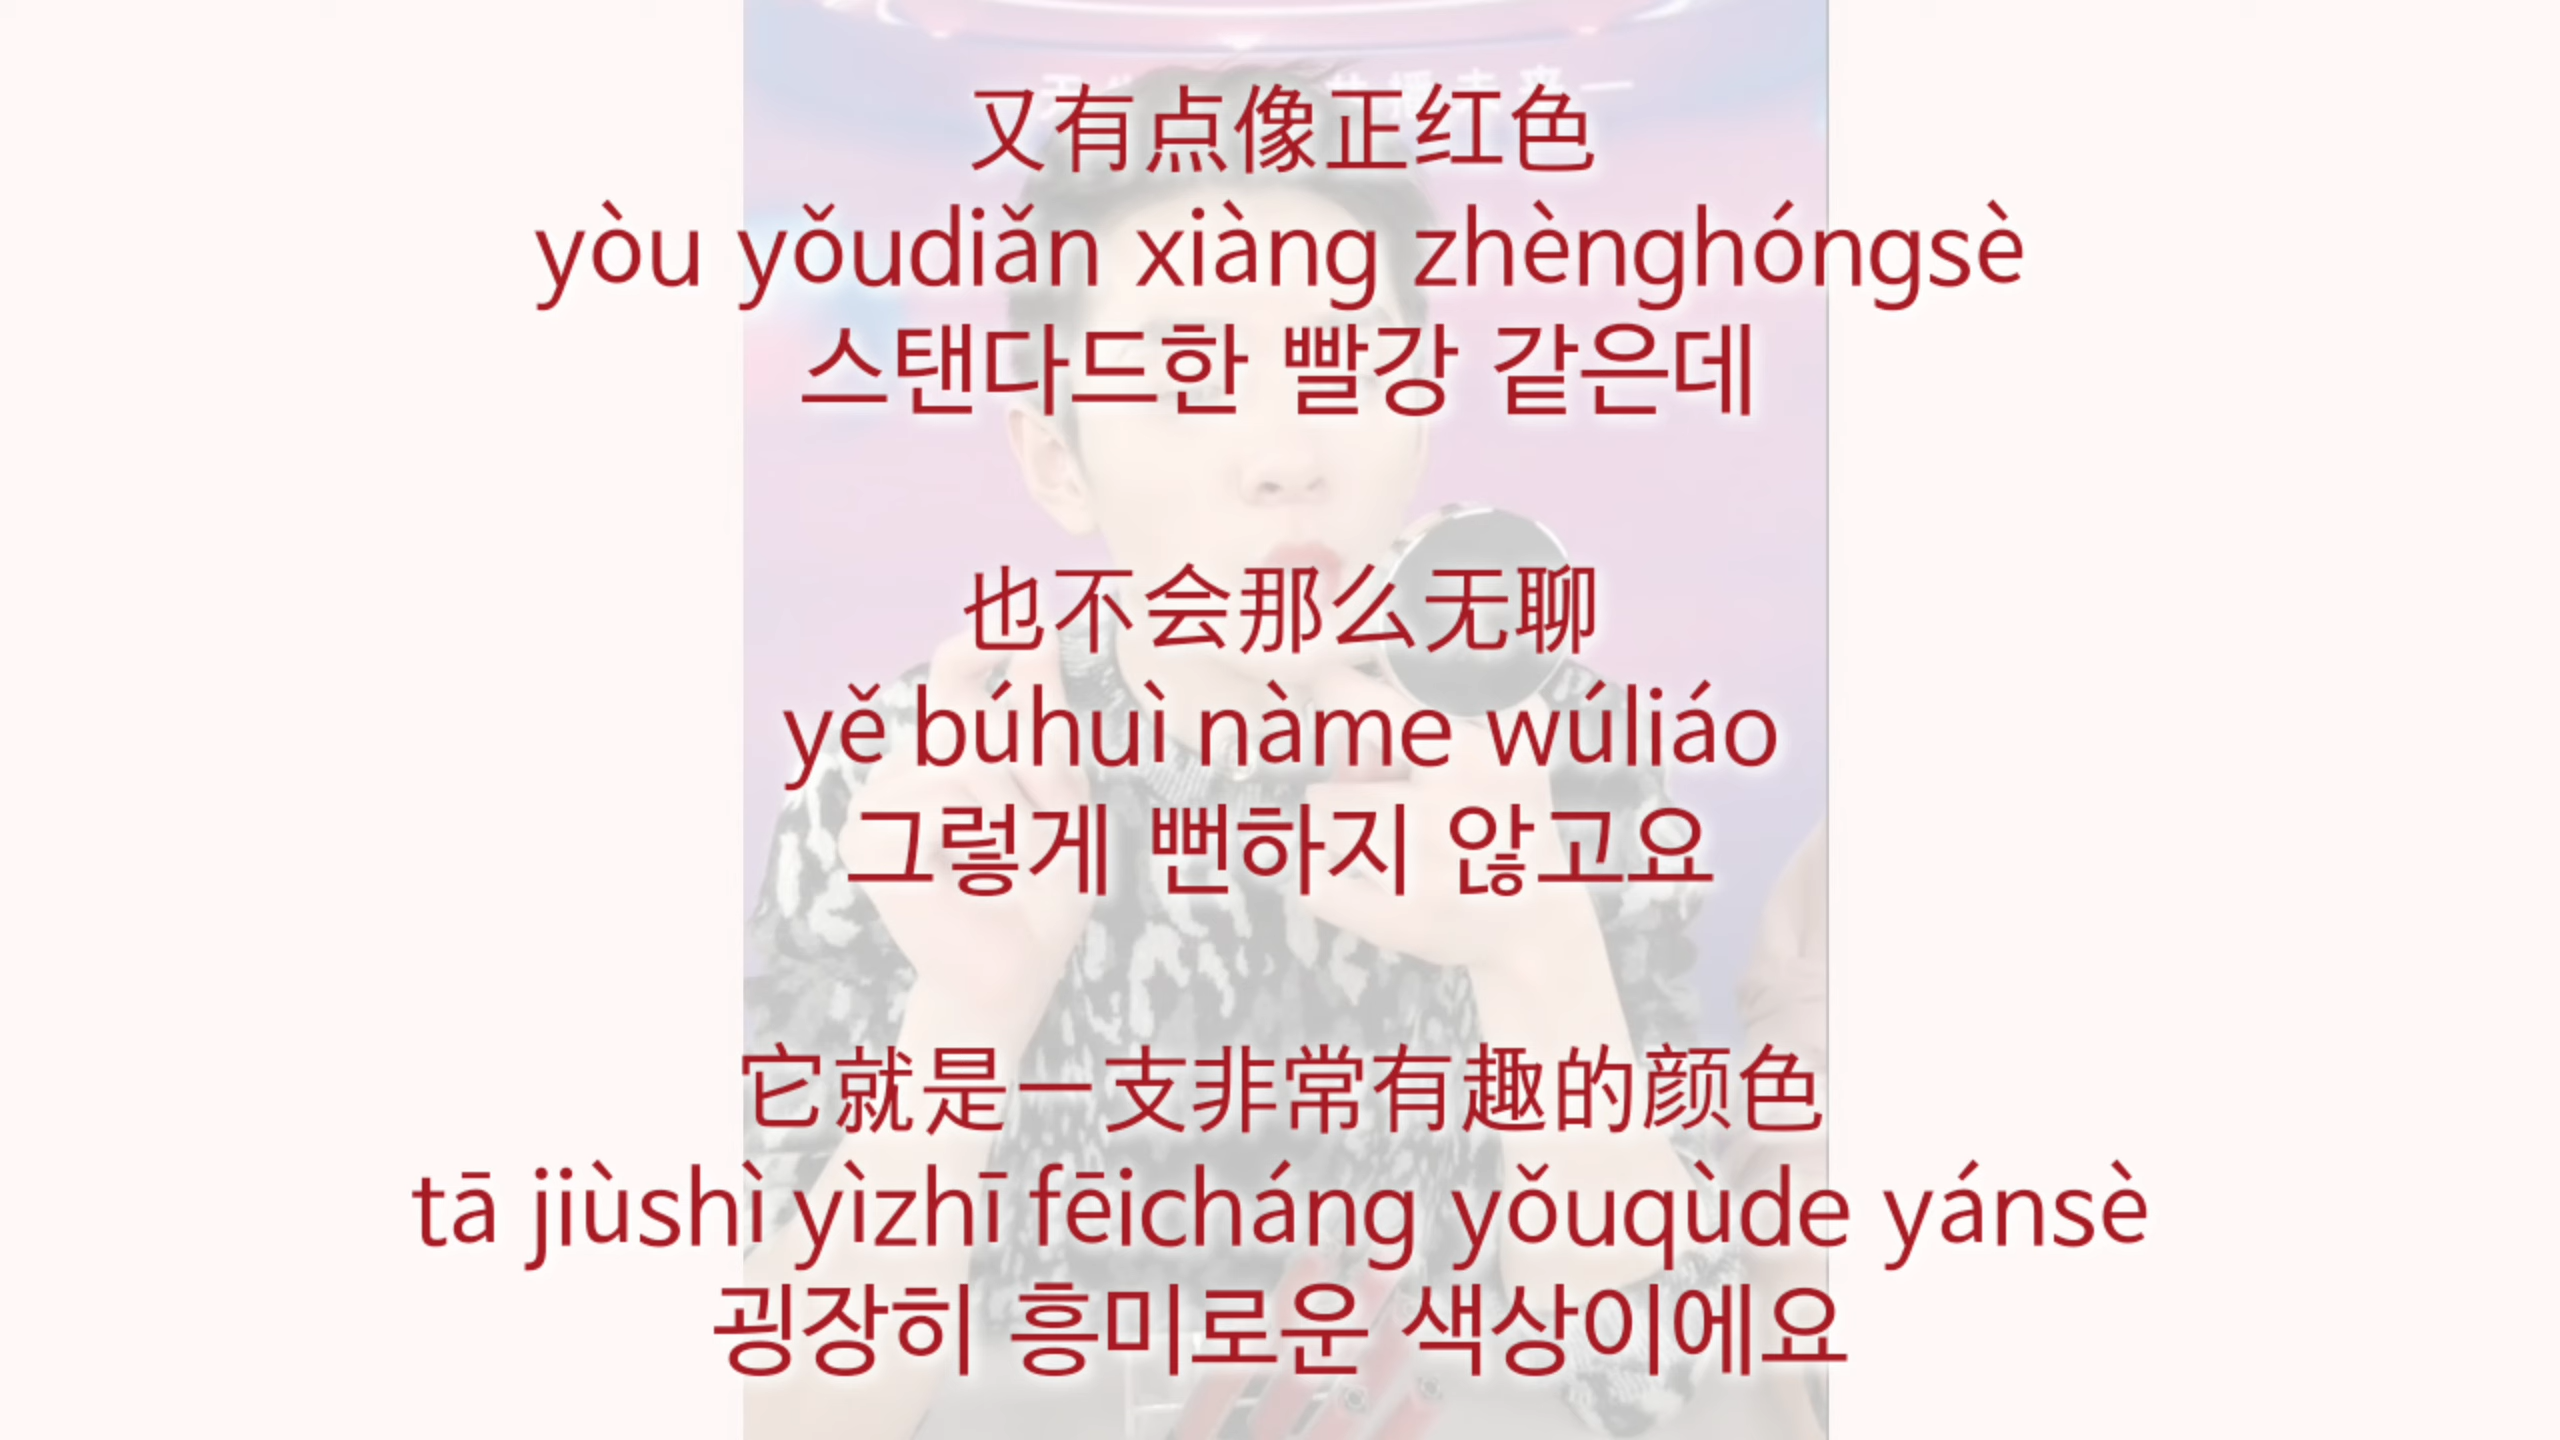 又有点像正红色
yòu yǒudiǎn xiàng zhènghóngsè
스탠다드한 빨강 같은데
也不会那么无聊
yě búhuì nàme wúliáo
그렇게 뻔하지 않고요
它就是一支非常有趣的颜色
tā jiùshì yìzhī fēicháng yǒuqùde yánsè
굉장히 흥미로운 색상이에요